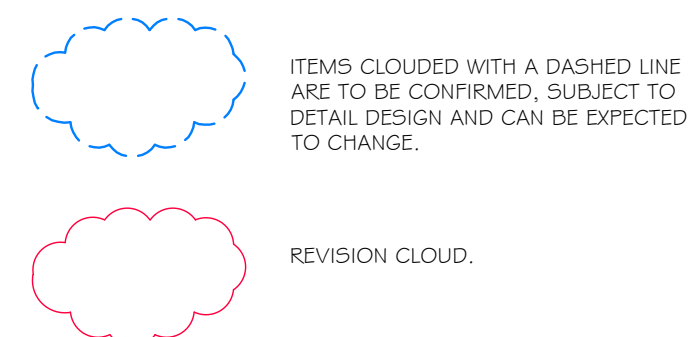 ITEMS CLOUDED WITH A DASHED LINE
ARE TO BE CONFIRMED, SUBJECT TO
DETAIL DESIGN AND CAN BE EXPECTED
TO CHANGE.
REVISION CLOUD.